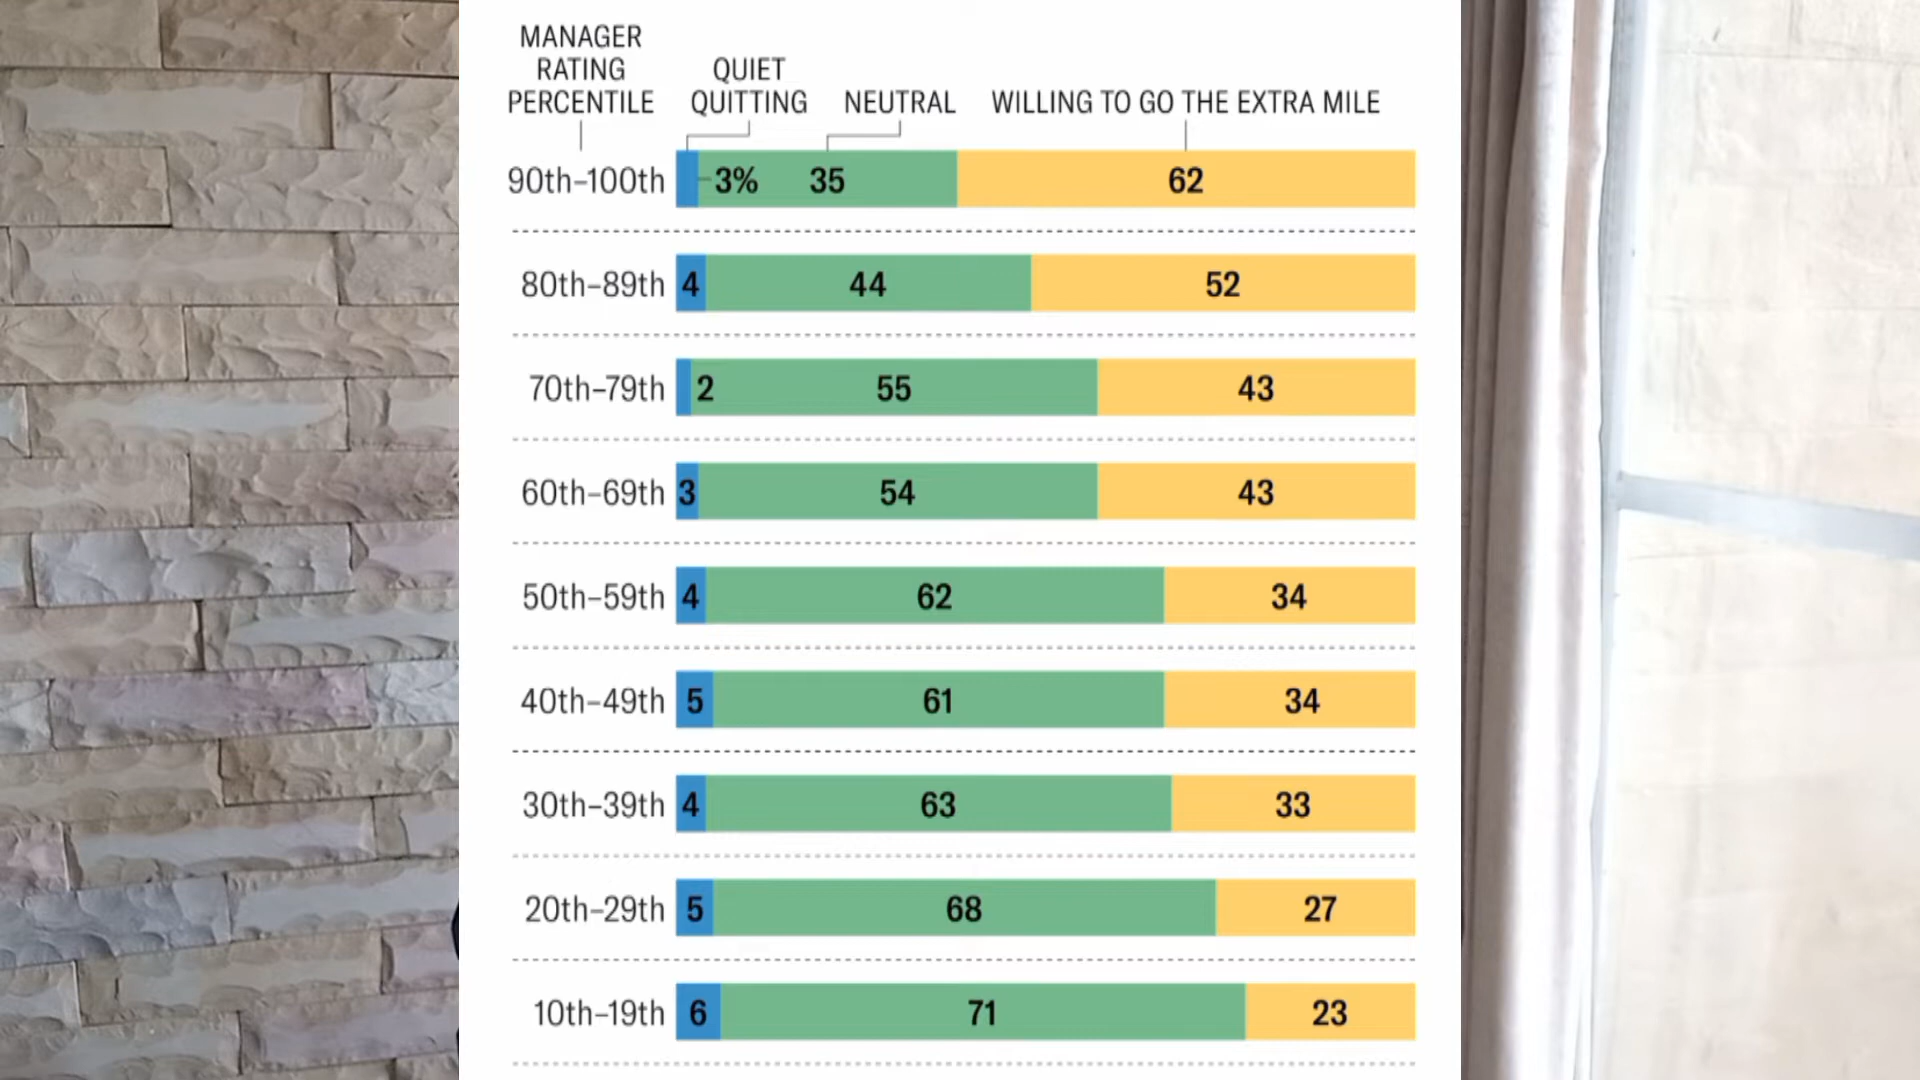 MANAGER
RATING
PERCENTILE
QUIET
QUITTING
NEUTRAL
WILLING TO GO THE EXTRA MILE
90th–100th 3% 35 62
80th–89th 4 44 52
70th–79th 2 55 43
60th–69th 3 54 43
50th–59th 4 62 34
40th–49th 5 61 34
30th–39th 4 63 33
20th–29th 5 68 27
10th–19th 6 71 23